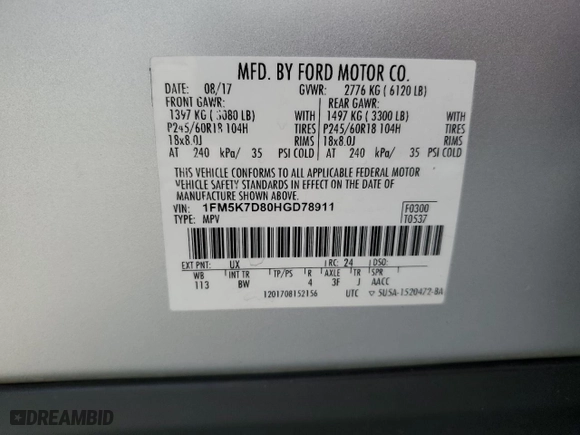 MFD. BY FORD MOTOR CO.
DATE: 08/17 GVWR: 2776 KG ( 6120 LB)
FRONT GAWR: REAR GAWR:
1397 KG ( 3080 LB) WITH 1497 KG ( 3300 LB) WITH
P245/60R18 104H TIRES P245/60R18 104H TIRES
18x8.0J RIMS 18x8.0J RIMS
AT 240 kPa/ 35 PSI COLD AT 240 kPa/ 35 PSI COLD
THIS VEHICLE CONFORMS TO ALL APPLICABLE FEDERAL MOTOR
VEHICLE SAFETY STANDARDS IN EFFECT ON THE DATE OF
MANUFACTURE SHOWN ABOVE.
VIN: 1FM5K7D80HGD78911 F0300
TYPE: MPV T0537
EXT PNT: UX RC: 24 DSO:
WB INT TR TP/PS R AXLE TR SPR
113 BW 4 3F J AACC
1201708152156 UTC ▽ 5U5A-1520472-BA
DREAMBID